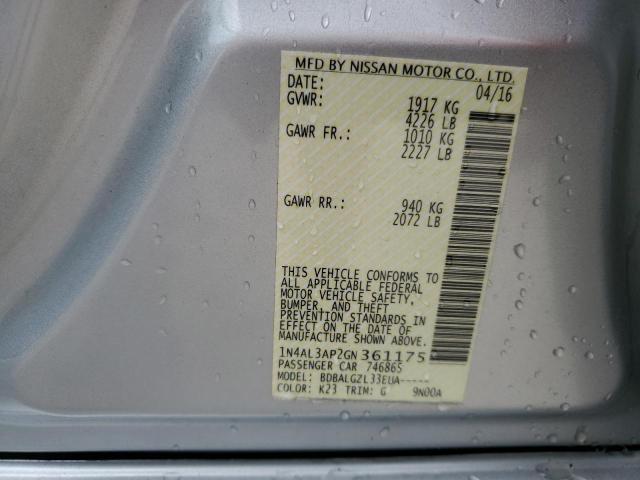 MFD BY NISSAN MOTOR CO., LTD.
DATE: 04/16
GVWR: 1917 KG
4226 LB
GAWR FR.: 1010 KG
2227 LB
GAWR RR.: 940 KG
2072 LB
THIS VEHICLE CONFORMS TO
ALL APPLICABLE FEDERAL
MOTOR VEHICLE SAFETY,
BUMPER, AND THEFT
PREVENTION STANDARDS IN
EFFECT ON THE DATE OF
MANUFACTURE SHOWN ABOVE.
1N4AL3AP2GN361175
PASSENGER CAR 746865
MODEL: BDBALGZL33EUA-----
COLOR: K23 TRIM: G 9N00A